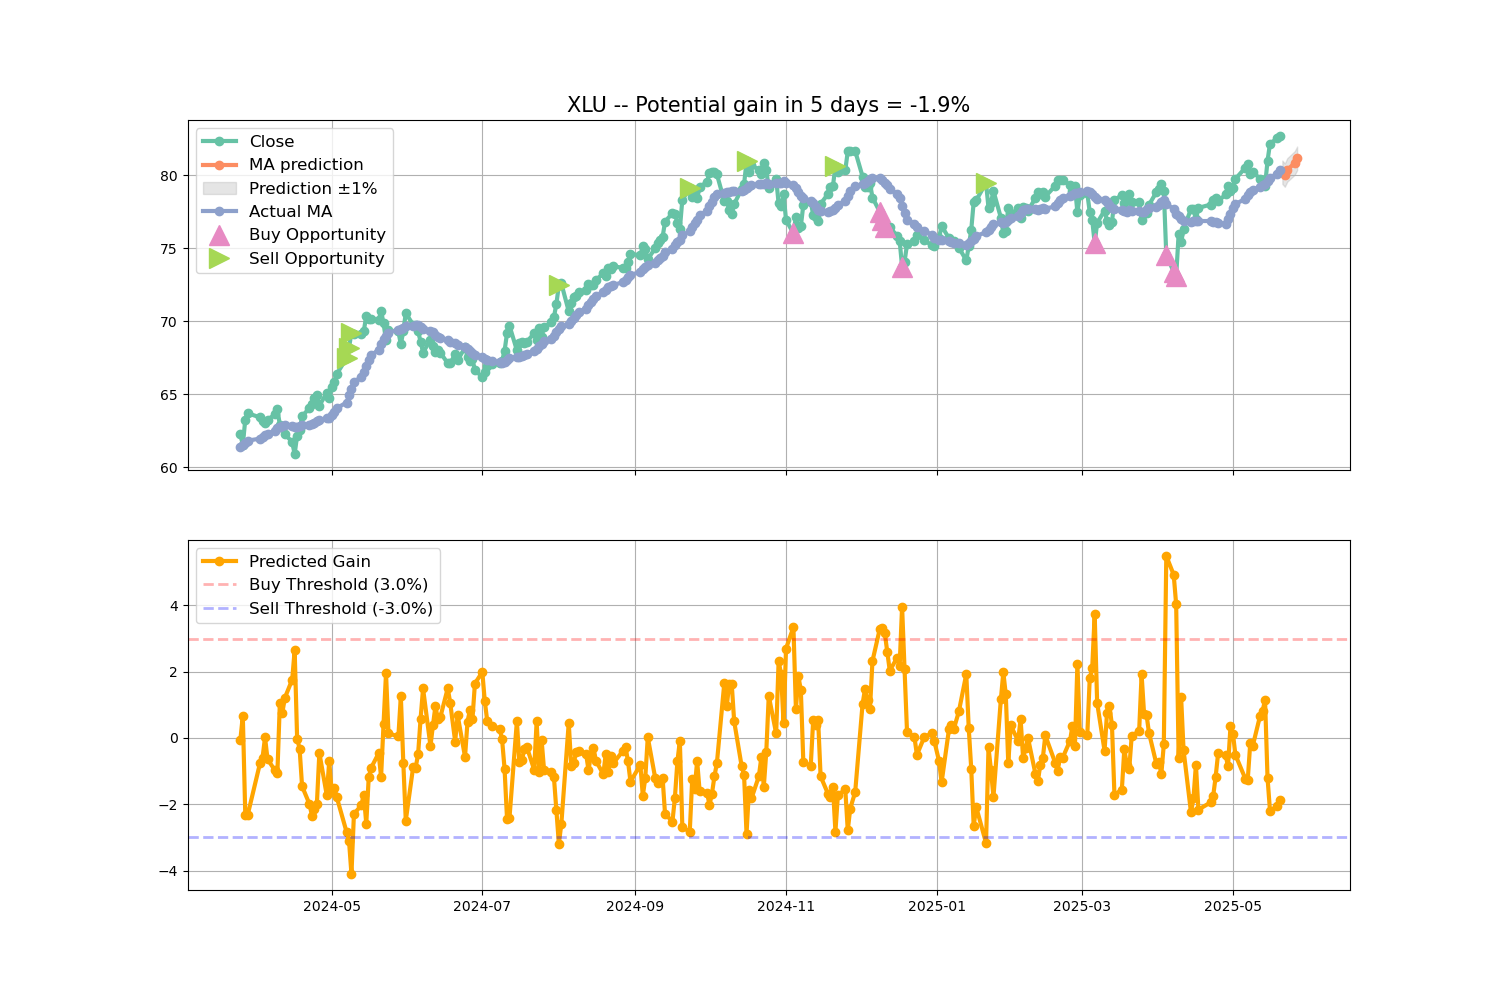 XLU -- Potential gain in 5 days = -1.9%
Close
MA prediction
Prediction ±1%
Actual MA
Buy Opportunity
Sell Opportunity
80
75
70
65
60
Predicted Gain
Buy Threshold (3.0%)
Sell Threshold (-3.0%)
4
2
0
−2
−4
2024-05
2024-07
2024-09
2024-11
2025-01
2025-03
2025-05